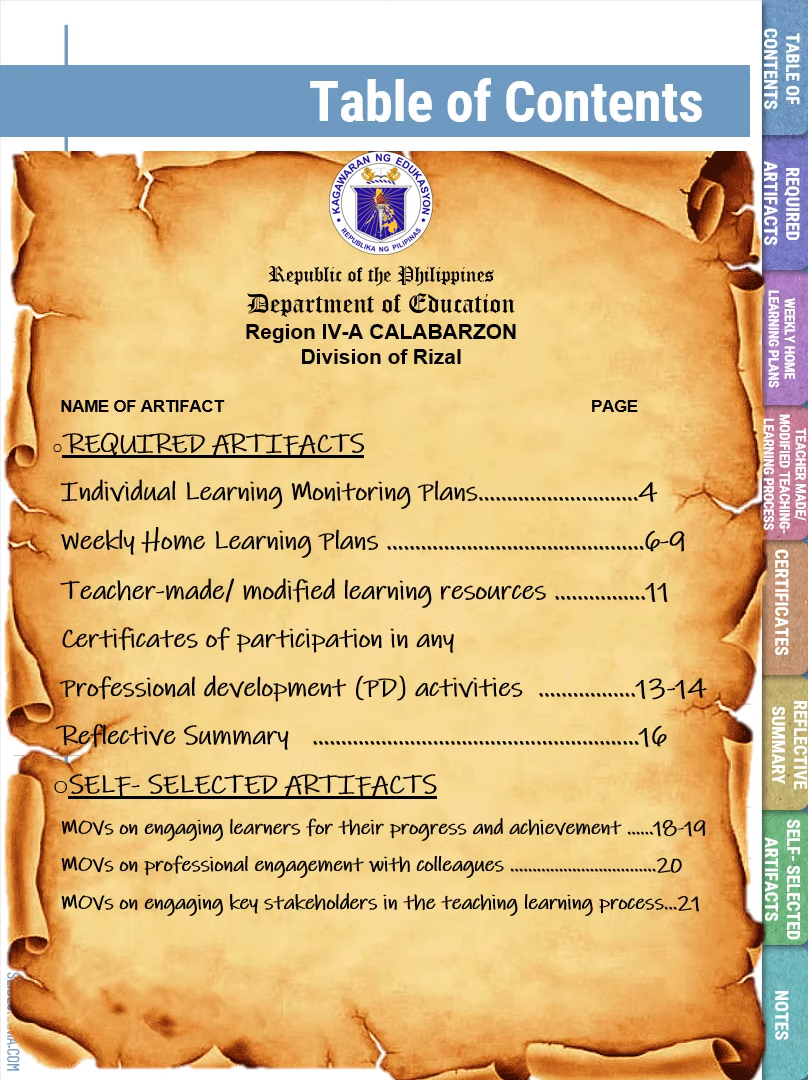 Table of Contents
KAGAWARAN NG EDUKASYON
REPUBLIKA NG PILIPINAS
Republic of the Philippines
Department of Education
Region IV-A CALABARZON
Division of Rizal
NAME OF ARTIFACT PAGE
REQUIRED ARTIFACTS
Individual Learning Monitoring Plans............................4
Weekly Home Learning Plans .............................................6-9
Teacher-made/ modified learning resources ................11
Certificates of participation in any
Professional development (PD) activities .................13-14
Reflective Summary .........................................................16
SELF- SELECTED ARTIFACTS
MOVs on engaging learners for their progress and achievement ......18-19
MOVs on professional engagement with colleagues ..................................20
MOVs on engaging key stakeholders in the teaching learning process...21
TABLE OF
CONTENTS
REQUIRED
ARTIFACTS
WEEKLY HOME
LEARNING PLANS
TEACHER MADE/
MODIFIED TEACHING-
LEARNING PROCESS
CERTIFICATES
REFLECTIVE
SUMMARY
SELF- SELECTED
ARTIFACTS
NOTES